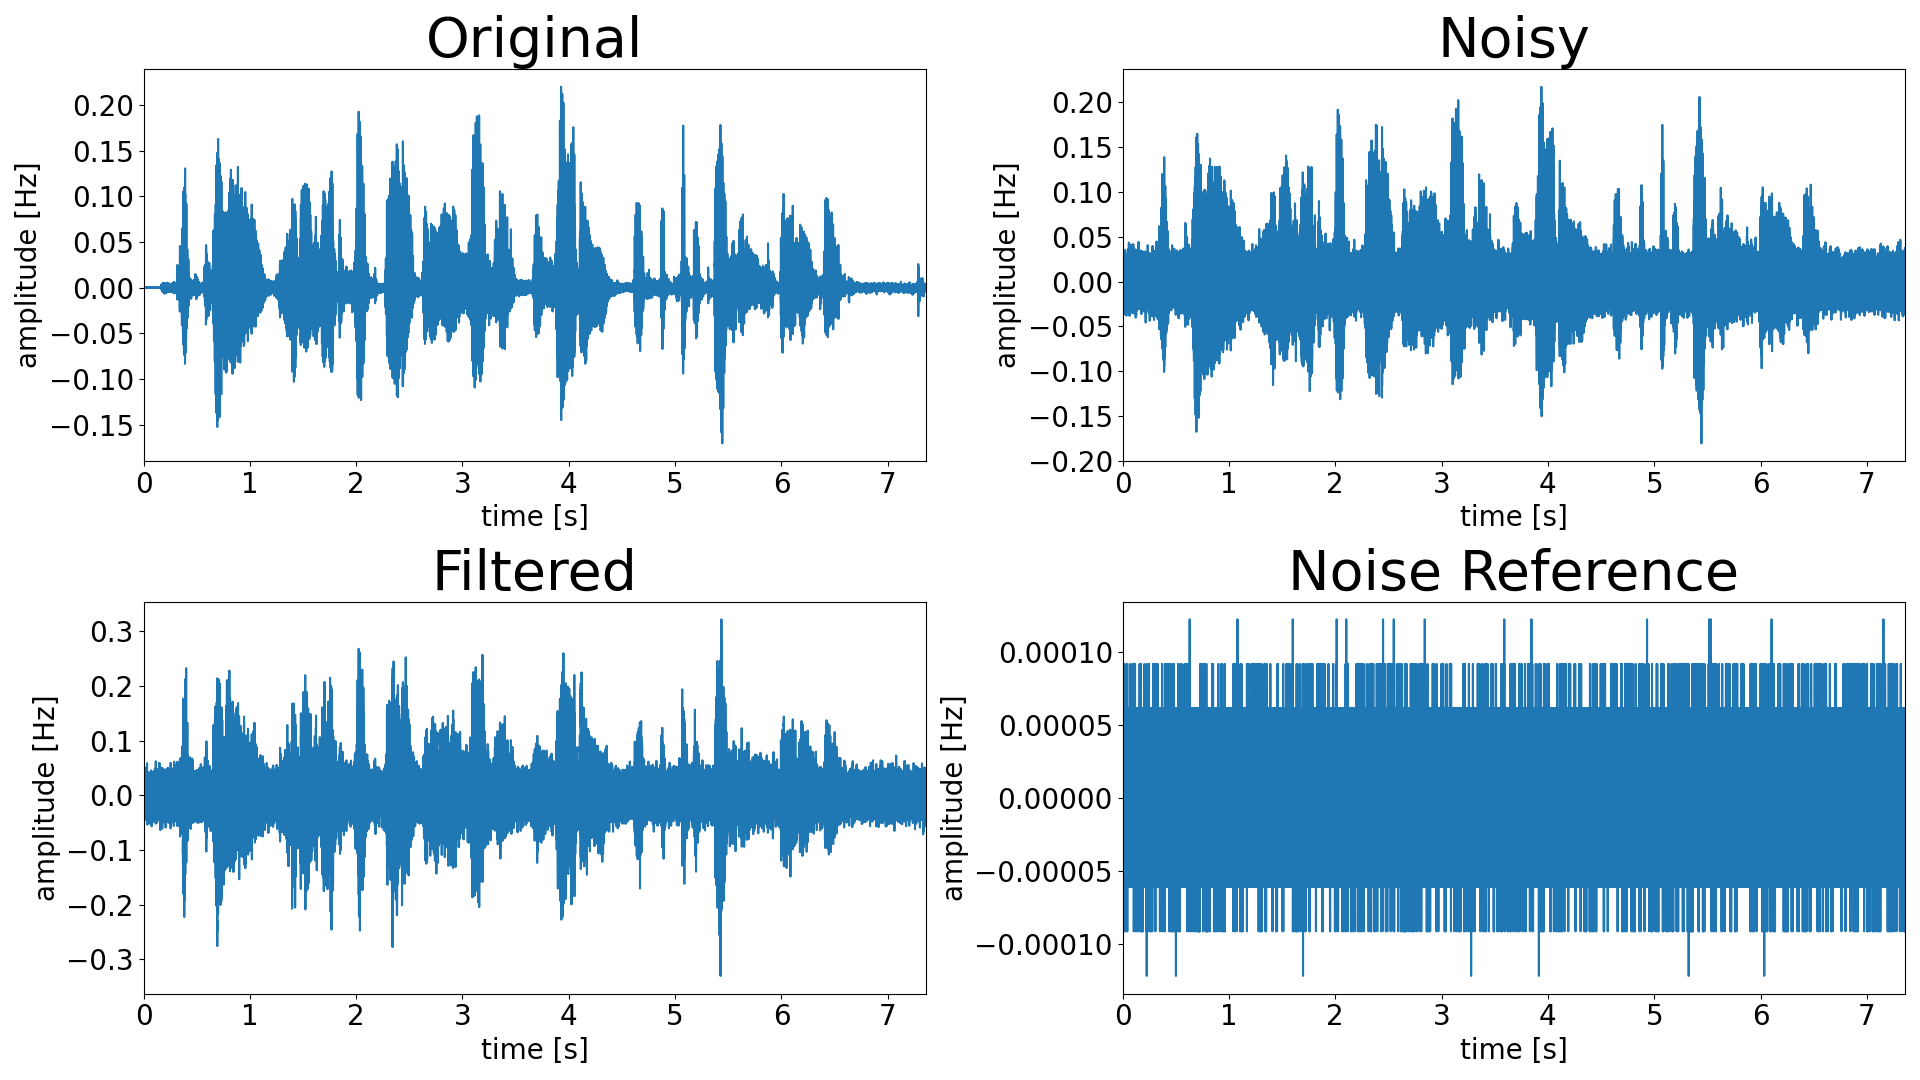 Original
0.20
0.15
0.10
0.05
0.00
−0.05
−0.10
−0.15
amplitude [Hz]
0 1 2 3 4 5 6 7
time [s]
Noisy
0.20
0.15
0.10
0.05
0.00
−0.05
−0.10
−0.15
−0.20
amplitude [Hz]
0 1 2 3 4 5 6 7
time [s]
Filtered
0.3
0.2
0.1
0.0
−0.1
−0.2
−0.3
amplitude [Hz]
0 1 2 3 4 5 6 7
time [s]
Noise Reference
0.00010
0.00005
0.00000
−0.00005
−0.00010
amplitude [Hz]
0 1 2 3 4 5 6 7
time [s]